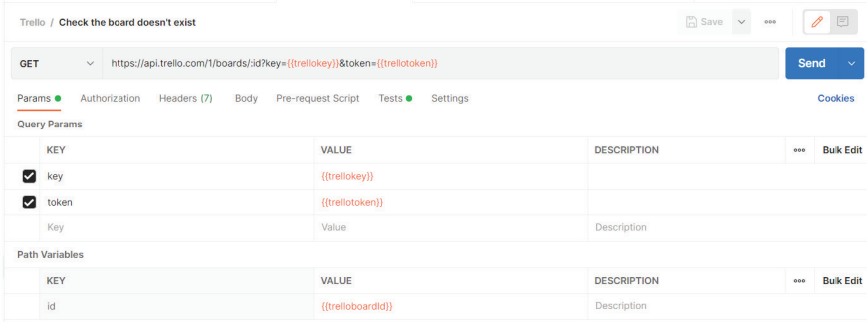 Trello / Check the board doesn't exist
Save
GET https://api.trello.com/1/boards/:id?key={{trellokey}}&token={{trellotoken}} Send
Params Authorization Headers (7) Body Pre-request Script Tests Settings Cookies
Query Params
KEY VALUE DESCRIPTION Bulk Edit
key {{trellokey}}
token {{trellotoken}}
Key Value Description
Path Variables
KEY VALUE DESCRIPTION Bulk Edit
id {{trelloboardId}} Description